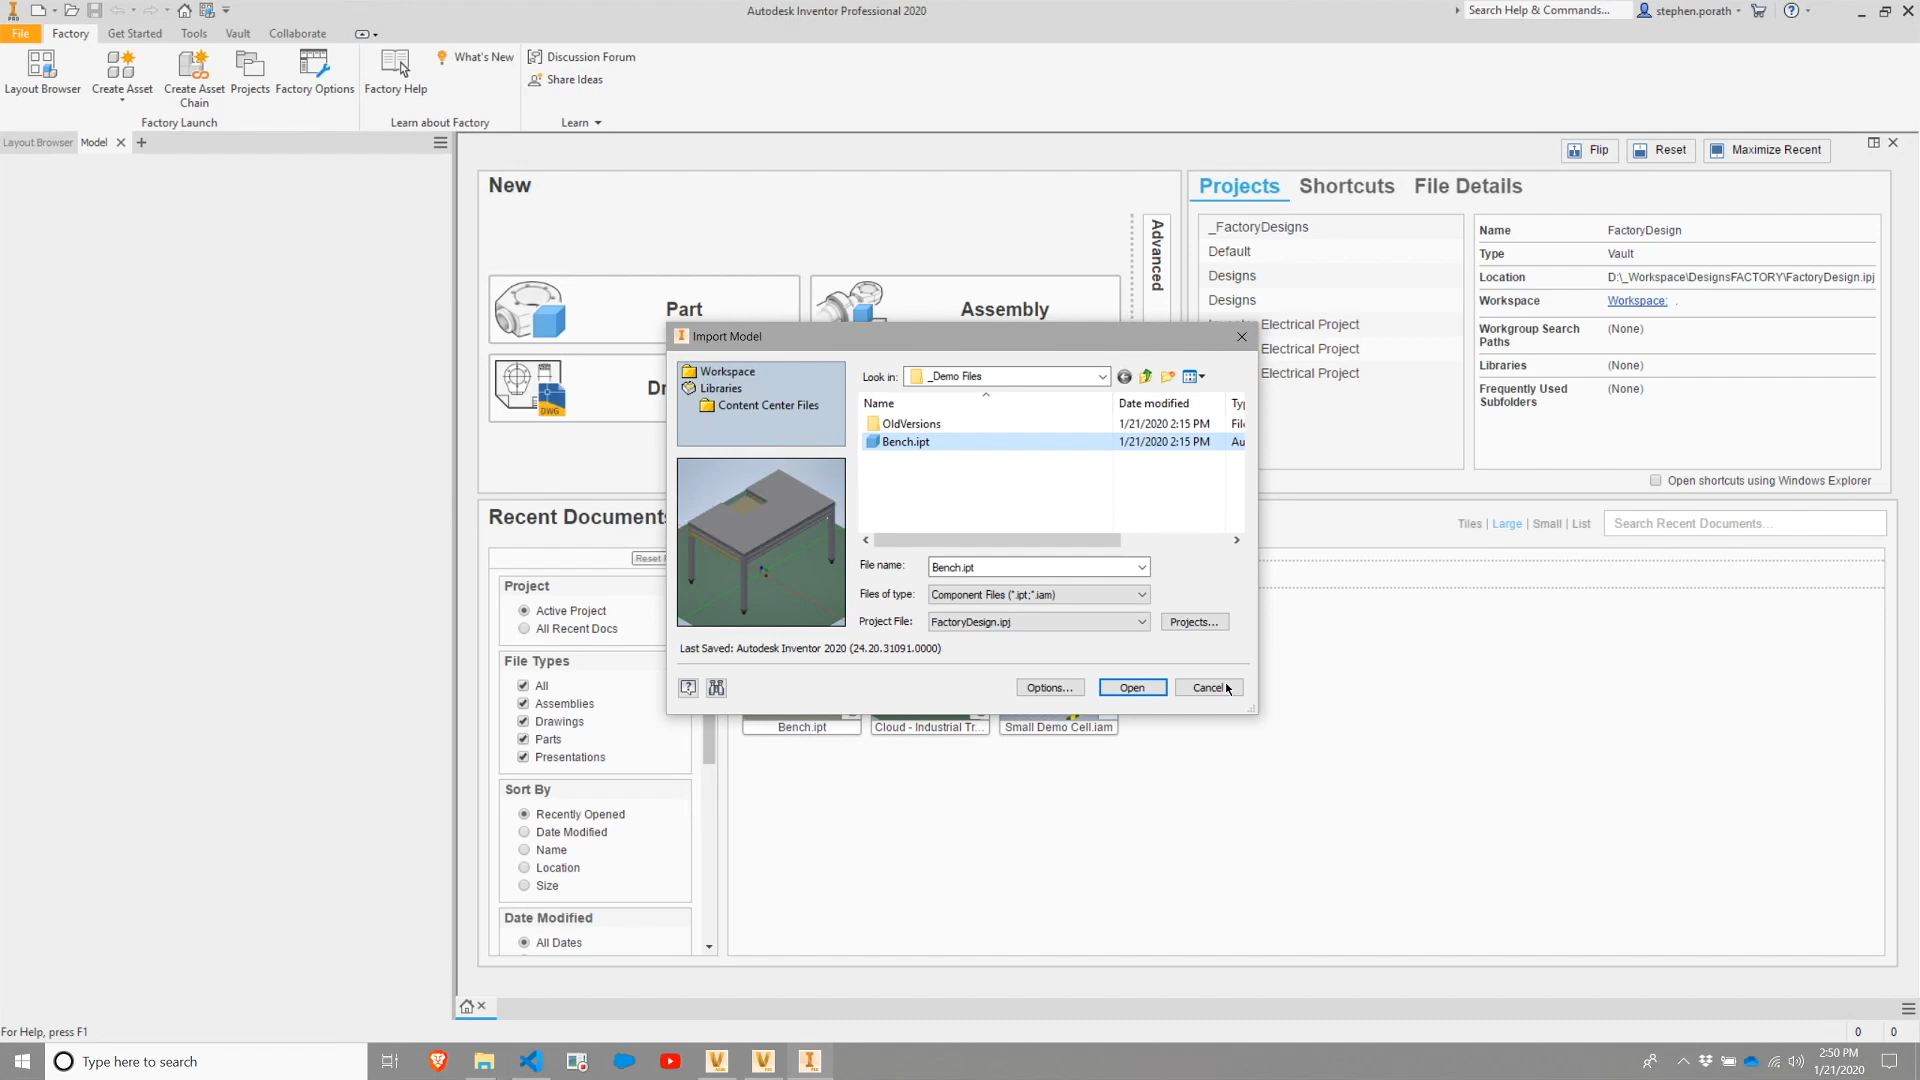 Autodesk Inventor Professional 2020
Search Help & Commands...
stephen.porath
File
Factory
Get Started
Tools
Vault
Collaborate
Layout Browser
Create Asset
Create Asset
Chain
Projects
Factory Options
Factory Help
What's New
Discussion Forum
Share Ideas
Factory Launch
Learn about Factory
Learn
Layout Browser
Model
Flip
Reset
Maximize Recent
New
Projects
Shortcuts
File Details
Advanced
Part
Assembly
DWG
_FactoryDesigns
Default
Designs
Designs
Electrical Project
Electrical Project
Electrical Project
Name FactoryDesign
Type Vault
Location D:\_Workspace\DesignsFACTORY\FactoryDesign.ipj
Workspace Workspace: .
Workgroup Search (None)
Paths
Libraries (None)
Frequently Used (None)
Subfolders
Open shortcuts using Windows Explorer
Import Model
Workspace
Libraries
Content Center Files
Look in: _Demo Files
Name Date modified
OldVersions 1/21/2020 2:15 PM
Bench.ipt 1/21/2020 2:15 PM
File name: Bench.ipt
Files of type: Component Files (*.ipt;*.iam)
Project File: FactoryDesign.ipj
Projects...
Last Saved: Autodesk Inventor 2020 (24.20.31091.0000)
Options...
Open
Cancel
Recent Documents
Tiles | Large | Small | List
Search Recent Documents...
Reset
Project
Active Project
All Recent Docs
File Types
All
Assemblies
Drawings
Parts
Presentations
Sort By
Recently Opened
Date Modified
Name
Location
Size
Date Modified
All Dates
Bench.ipt
Cloud - Industrial Tr...
Small Demo Cell.iam
For Help, press F1
0 0
Type here to search
2:50 PM
1/21/2020